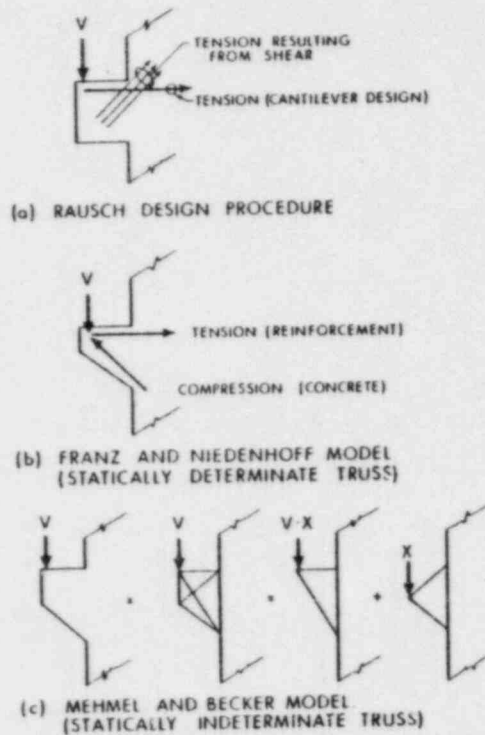 V
TENSION RESULTING
FROM SHEAR
TENSION (CANTILEVER DESIGN)
(a) RAUSCH DESIGN PROCEDURE
V
TENSION (REINFORCEMENT)
COMPRESSION (CONCRETE)
(b) FRANZ AND NIEDENHOFF MODEL
(STATICALLY DETERMINATE TRUSS)
V V V-X X
+
(c) MEHMEL AND BECKER MODEL
(STATICALLY INDETERMINATE TRUSS)